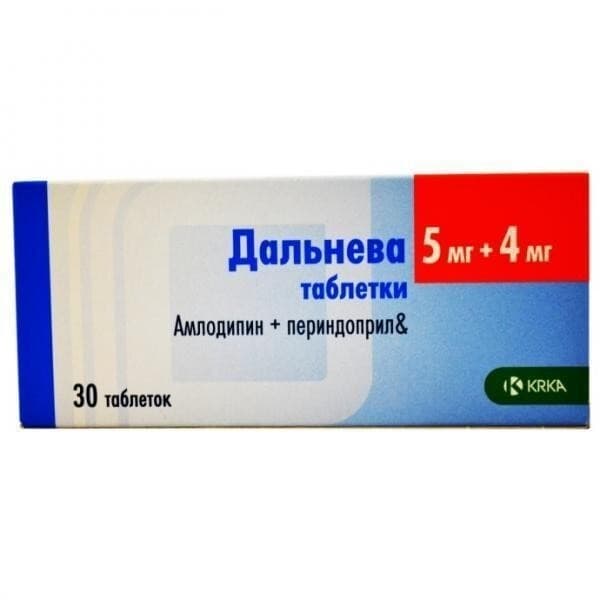 Дальнева
5 мг + 4 мг
таблетки
Амлодипин + периндоприл&
30 таблеток
KRKA